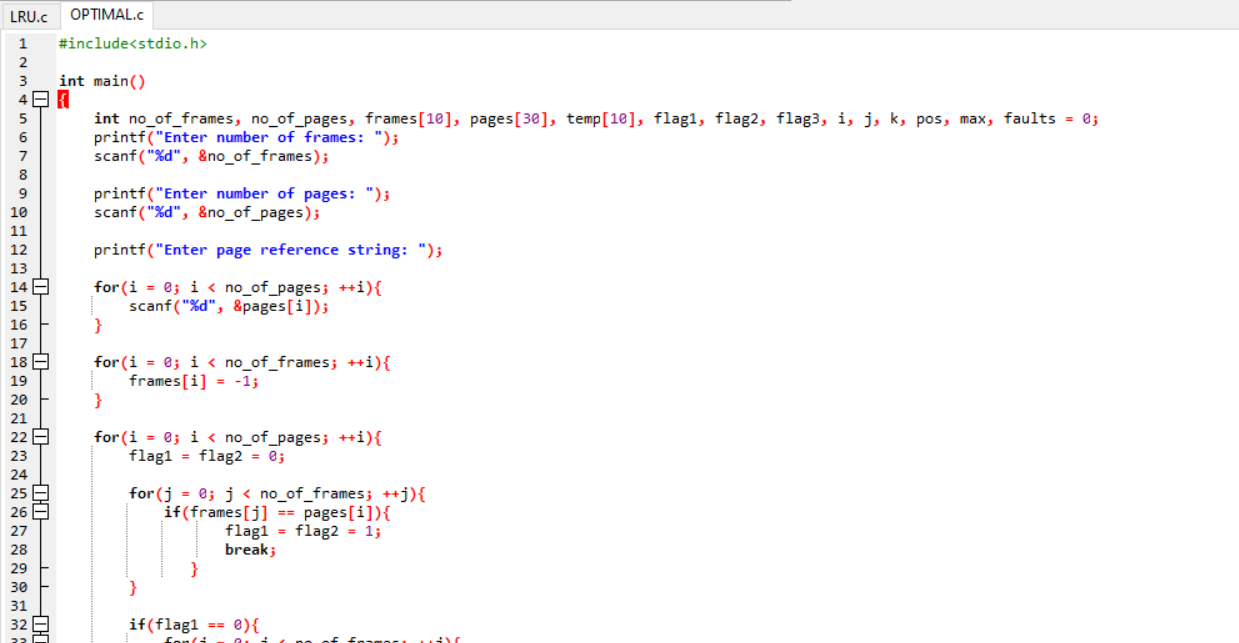 LRU.c OPTIMAL.c
1 #include<stdio.h>
2
3 int main()
4 {
5 int no_of_frames, no_of_pages, frames[10], pages[30], temp[10], flag1, flag2, flag3, i, j, k, pos, max, faults = 0;
6 printf("Enter number of frames: ");
7 scanf("%d", &no_of_frames);
8
9 printf("Enter number of pages: ");
10 scanf("%d", &no_of_pages);
11
12 printf("Enter page reference string: ");
13
14 for(i = 0; i < no_of_pages; ++i){
15 scanf("%d", &pages[i]);
16 }
17
18 for(i = 0; i < no_of_frames; ++i){
19 frames[i] = -1;
20 }
21
22 for(i = 0; i < no_of_pages; ++i){
23 flag1 = flag2 = 0;
24
25 for(j = 0; j < no_of_frames; ++j){
26 if(frames[j] == pages[i]){
27 flag1 = flag2 = 1;
28 break;
29 }
30 }
31
32 if(flag1 == 0){